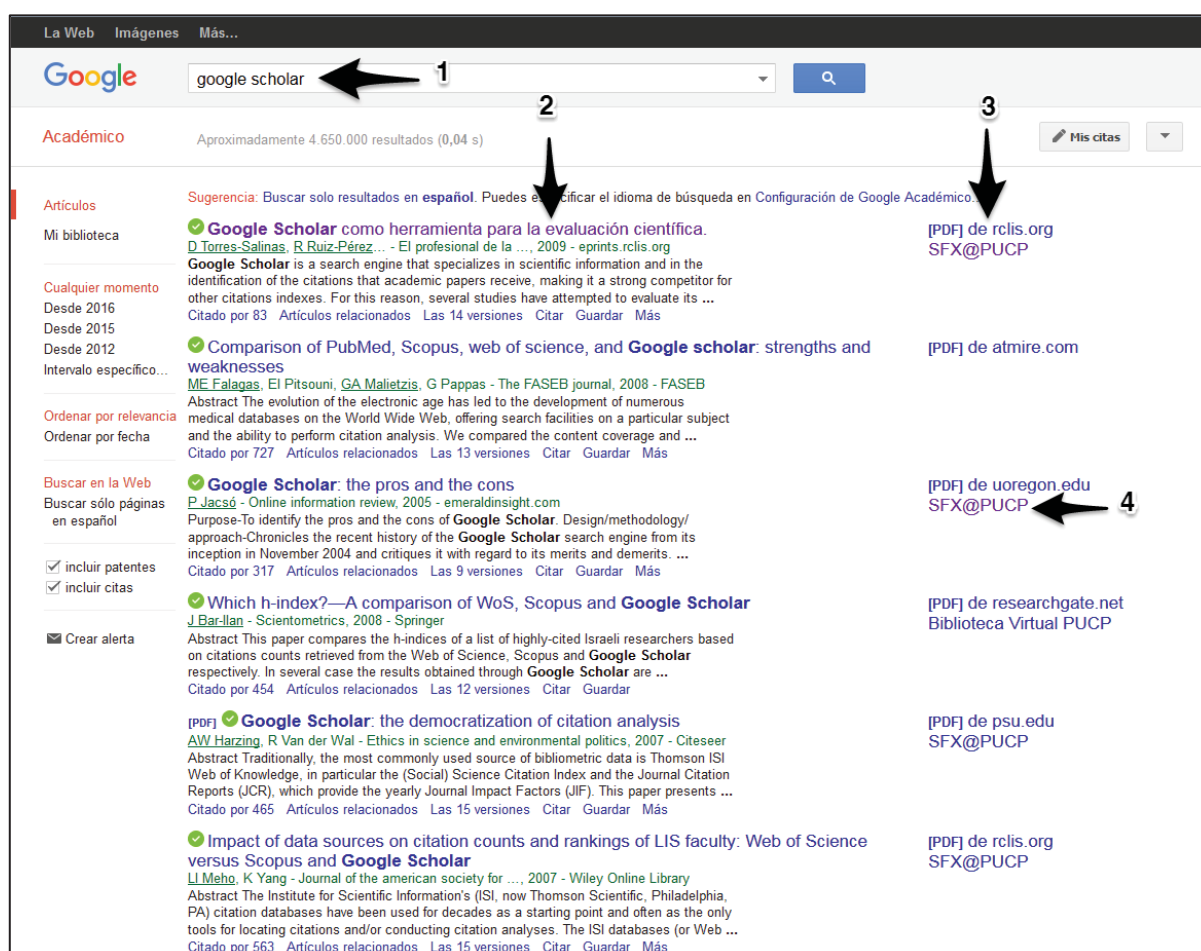 La Web Imágenes Más...
Google google scholar 1
2 3
Académico Aproximadamente 4.650.000 resultados (0,04 s) Mis citas
Sugerencia: Buscar solo resultados en español. Puedes especificar el idioma de búsqueda en Configuración de Google Académico.
Artículos
Mi biblioteca
Cualquier momento
Desde 2016
Desde 2015
Desde 2012
Intervalo específico...
Ordenar por relevancia
Ordenar por fecha
Buscar en la Web
Buscar sólo páginas
en español
incluir patentes
incluir citas
Crear alerta
Google Scholar como herramienta para la evaluación científica.
D Torres-Salinas, R Ruiz-Pérez... - El profesional de la ..., 2009 - eprints.rclis.org
Google Scholar is a search engine that specializes in scientific information and in the
identification of the citations that academic papers receive, making it a strong competitor for
other citations indexes. For this reason, several studies have attempted to evaluate its ...
Citado por 83 Artículos relacionados Las 14 versiones Citar Guardar Más
[PDF] de rclis.org
SFX@PUCP
Comparison of PubMed, Scopus, web of science, and Google scholar: strengths and
weaknesses
ME Falagas, EI Pitsouni, GA Malietzis, G Pappas - The FASEB journal, 2008 - FASEB
Abstract The evolution of the electronic age has led to the development of numerous
medical databases on the World Wide Web, offering search facilities on a particular subject
and the ability to perform citation analysis. We compared the content coverage and ...
Citado por 727 Artículos relacionados Las 13 versiones Citar Guardar Más
[PDF] de atmire.com
Google Scholar: the pros and the cons
P Jacsó - Online information review, 2005 - emeraldinsight.com
Purpose-To identify the pros and the cons of Google Scholar. Design/methodology/
approach-Chronicles the recent history of the Google Scholar search engine from its
inception in November 2004 and critiques it with regard to its merits and demerits. ...
Citado por 317 Artículos relacionados Las 9 versiones Citar Guardar Más
[PDF] de uoregon.edu
SFX@PUCP 4
Which h-index?—A comparison of WoS, Scopus and Google Scholar
J Bar-Ilan - Scientometrics, 2008 - Springer
Abstract This paper compares the h-indices of a list of highly-cited Israeli researchers based
on citations counts retrieved from the Web of Science, Scopus and Google Scholar
respectively. In several case the results obtained through Google Scholar are ...
Citado por 454 Artículos relacionados Las 12 versiones Citar Guardar
[PDF] de researchgate.net
Biblioteca Virtual PUCP
[PDF] Google Scholar: the democratization of citation analysis
AW Harzing, R Van der Wal - Ethics in science and environmental politics, 2007 - Citeseer
Abstract Traditionally, the most commonly used source of bibliometric data is Thomson ISI
Web of Knowledge, in particular the (Social) Science Citation Index and the Journal Citation
Reports (JCR), which provide the yearly Journal Impact Factors (JIF). This paper presents ...
Citado por 465 Artículos relacionados Las 15 versiones Citar Guardar Más
[PDF] de psu.edu
SFX@PUCP
Impact of data sources on citation counts and rankings of LIS faculty: Web of Science
versus Scopus and Google Scholar
LI Meho, K Yang - Journal of the american society for ..., 2007 - Wiley Online Library
Abstract The Institute for Scientific Information's (ISI, now Thomson Scientific, Philadelphia,
PA) citation databases have been used for decades as a starting point and often as the only
tools for locating citations and/or conducting citation analyses. The ISI databases (or Web ...
Citado por 563 Artículos relacionados Las 15 versiones Citar Guardar Más
[PDF] de rclis.org
SFX@PUCP